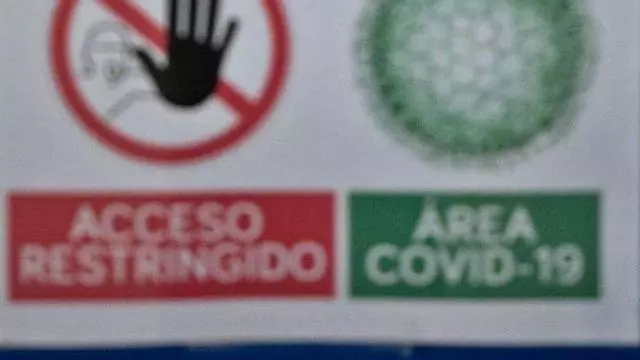 ACCESO
RESTRINGIDO
ÁREA
COVID-19